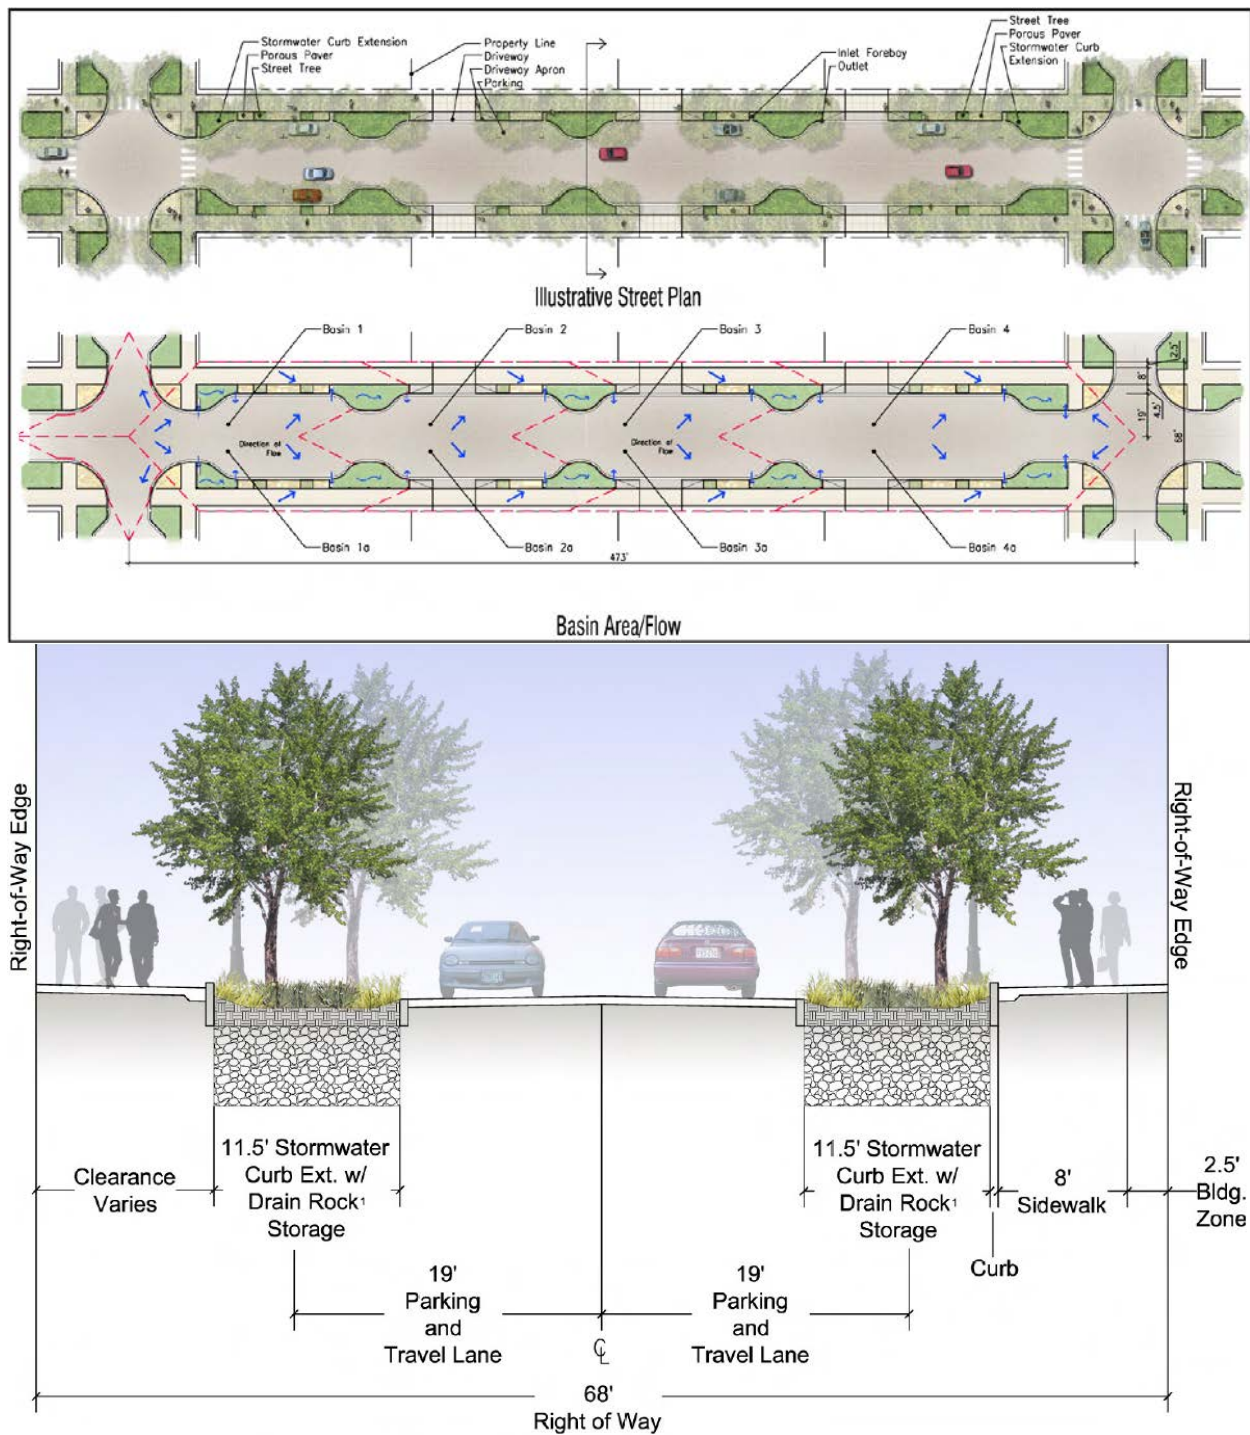 Stormwater Curb Extension
Porous Paver
Street Tree
Property Line
Driveway
Driveway Apron
Parking
Inlet Forebay
Outlet
Street Tree
Porous Paver
Stormwater Curb
Extension
Illustrative Street Plan
Basin 1
Basin 2
Basin 3
Basin 4
2.5'
8'
19'
4.5'
68'
Direction of
Flow
Direction of
Flow
Basin 1a
Basin 2a
Basin 3a
Basin 4a
473'
Basin Area/Flow
Right-of-Way Edge
Right-of-Way Edge
Clearance
Varies
11.5' Stormwater
Curb Ext. w/
Drain Rock¹
Storage
11.5' Stormwater
Curb Ext. w/
Drain Rock¹
Storage
8'
Sidewalk
2.5'
Bldg.
Zone
Curb
19'
Parking
and
Travel Lane
19'
Parking
and
Travel Lane
CL
68'
Right of Way